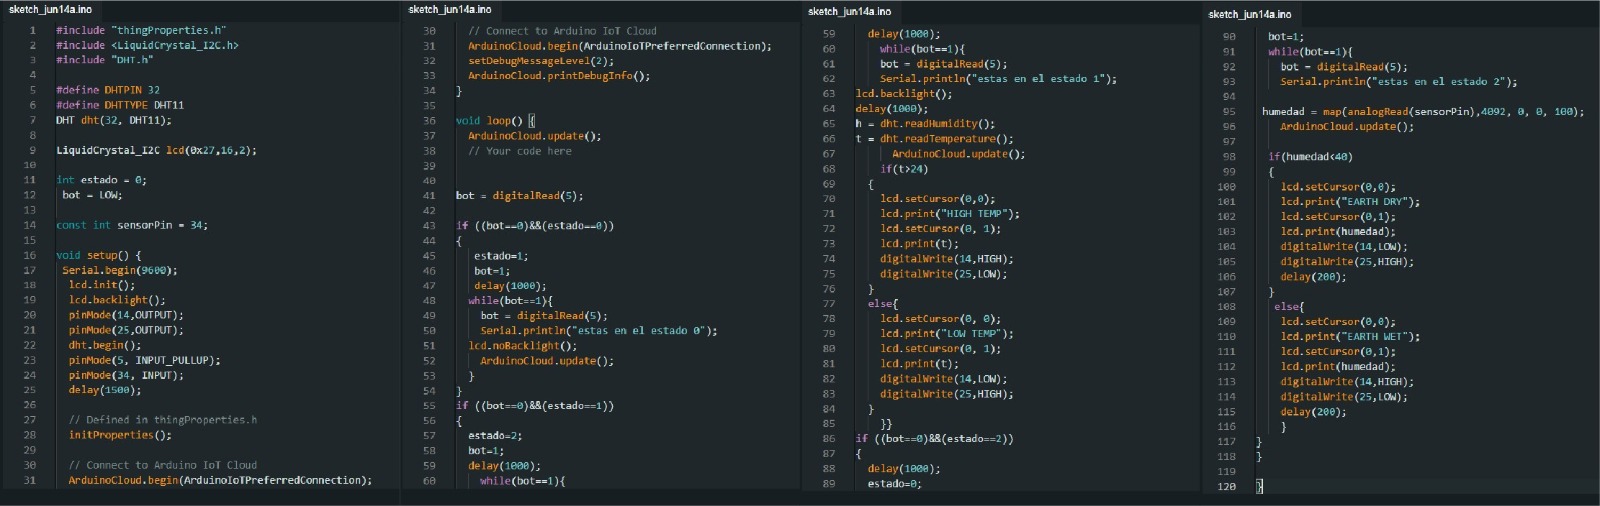 sketch_jun14a.ino
1 #include "thingProperties.h"
2 #include <LiquidCrystal_I2C.h>
3 #include "DHT.h"
4
5 #define DHTPIN 32
6 #define DHTTYPE DHT11
7 DHT dht(32, DHT11);
8
9 LiquidCrystal_I2C lcd(0x27,16,2);
10
11 int estado = 0;
12 bot = LOW;
13
14 const int sensorPin = 34;
15
16 void setup() {
17 Serial.begin(9600);
18 lcd.init();
19 lcd.backlight();
20 pinMode(14,OUTPUT);
21 pinMode(25,OUTPUT);
22 dht.begin();
23 pinMode(5, INPUT_PULLUP);
24 pinMode(34, INPUT);
25 delay(1500);
26
27 // Defined in thingProperties.h
28 initProperties();
29
30 // Connect to Arduino IoT Cloud
31 ArduinoCloud.begin(ArduinoIoTPreferredConnection);
sketch_jun14a.ino
30 // Connect to Arduino IoT Cloud
31 ArduinoCloud.begin(ArduinoIoTPreferredConnection);
32 setDebugMessageLevel(2);
33 ArduinoCloud.printDebugInfo();
34 }
35
36 void loop() {
37 ArduinoCloud.update();
38 // Your code here
39
40
41 bot = digitalRead(5);
42
43 if ((bot==0)&&(estado==0))
44 {
45 estado=1;
46 bot=1;
47 delay(1000);
48 while(bot==1){
49 bot = digitalRead(5);
50 Serial.println("estas en el estado 0");
51 lcd.noBacklight();
52 ArduinoCloud.update();
53 }
54 }
55 if ((bot==0)&&(estado==1))
56 {
57 estado=2;
58 bot=1;
59 delay(1000);
60 while(bot==1){
sketch_jun14a.ino
59 delay(1000);
60 while(bot==1){
61 bot = digitalRead(5);
62 Serial.println("estas en el estado 1");
63 lcd.backlight();
64 delay(1000);
65 h = dht.readHumidity();
66 t = dht.readTemperature();
67 ArduinoCloud.update();
68 if(t>24)
69 {
70 lcd.setCursor(0,0);
71 lcd.print("HIGH TEMP");
72 lcd.setCursor(0, 1);
73 lcd.print(t);
74 digitalWrite(14,HIGH);
75 digitalWrite(25,LOW);
76 }
77 else{
78 lcd.setCursor(0, 0);
79 lcd.print("LOW TEMP");
80 lcd.setCursor(0, 1);
81 lcd.print(t);
82 digitalWrite(14,LOW);
83 digitalWrite(25,HIGH);
84 }
85 }}
86 if ((bot==0)&&(estado==2))
87 {
88 delay(1000);
89 estado=0;
sketch_jun14a.ino
90 bot=1;
91 while(bot==1){
92 bot = digitalRead(5);
93 Serial.println("estas en el estado 2");
94
95 humedad = map(analogRead(sensorPin),4092, 0, 0, 100);
96 ArduinoCloud.update();
97
98 if(humedad<40)
99 {
100 lcd.setCursor(0,0);
101 lcd.print("EARTH DRY");
102 lcd.setCursor(0,1);
103 lcd.print(humedad);
104 digitalWrite(14,LOW);
105 digitalWrite(25,HIGH);
106 delay(200);
107 }
108 else{
109 lcd.setCursor(0,0);
110 lcd.print("EARTH WET");
111 lcd.setCursor(0,1);
112 lcd.print(humedad);
113 digitalWrite(14,HIGH);
114 digitalWrite(25,LOW);
115 delay(200);
116 }
117 }
118 }
119
120 }